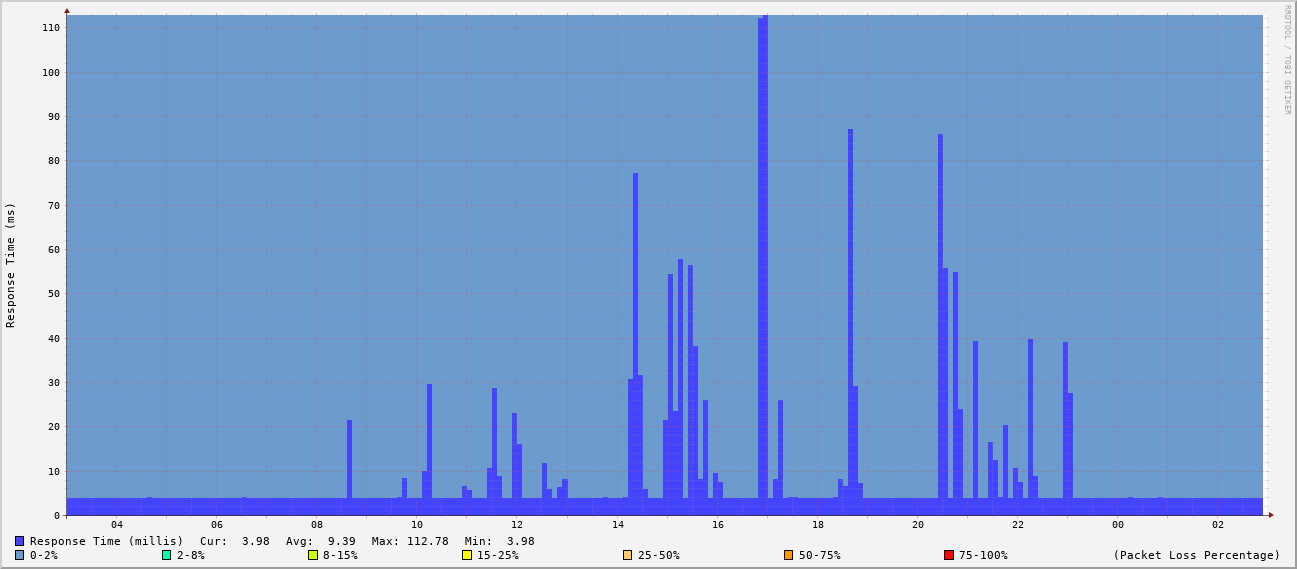 RRDTOOL / TOBI OETIKER
Response Time (ms)
110
100
90
80
70
60
50
40
30
20
10
0
04 06 08 10 12 14 16 18 20 22 00 02
Response Time (millis) Cur: 3.98 Avg: 9.39 Max: 112.78 Min: 3.98
0-2% 2-8% 8-15% 15-25% 25-50% 50-75% 75-100% (Packet Loss Percentage)